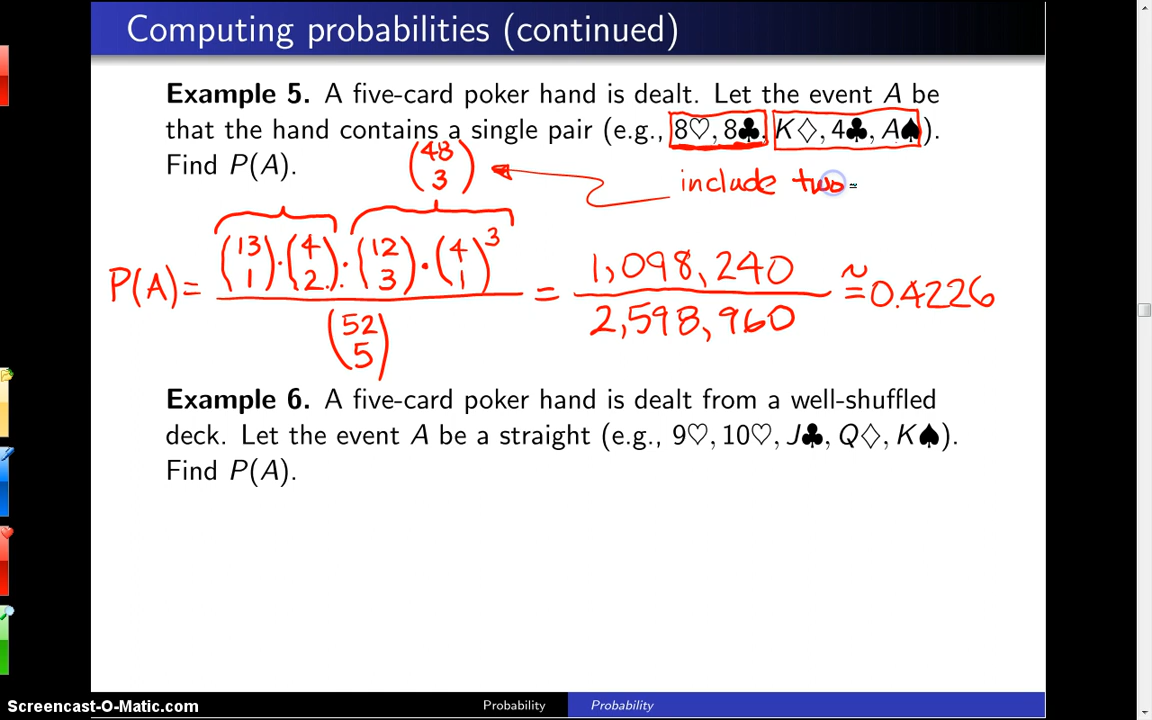 Computing probabilities (continued)
Example 5. A five-card poker hand is dealt. Let the event A be
that the hand contains a single pair (e.g., 8♡, 8♣, K♢, 4♣, A♠).
Find P(A).
(48 3)
include two-
P(A) = (13 1) · (4 2) · (12 3) · (4 1)^3 / (52 5) = 1,098,240 / 2,598,960 ≅ 0.4226
Example 6. A five-card poker hand is dealt from a well-shuffled
deck. Let the event A be a straight (e.g., 9♡, 10♡, J♣, Q♢, K♠).
Find P(A).
Probability Probability
Screencast-O-Matic.com